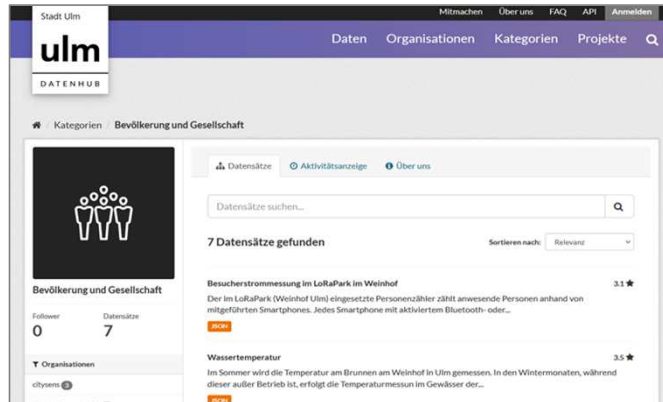 Stadt Ulm
ulm
DATENHUB
Mitmachen Über uns FAQ API Anmelden
Daten Organisationen Kategorien Projekte
Kategorien / Bevölkerung und Gesellschaft
Bevölkerung und Gesellschaft
Follower Datensätze
0 7
Organisationen
citysens 3
Datensätze Aktivitätsanzeige Über uns
Datensätze suchen...
7 Datensätze gefunden
Sortieren nach: Relevanz
Besucherstrommessung im LoRaPark im Weinhof 3.1
Der im LoRaPark (Weinhof Ulm) eingesetzte Personenzähler zählt anwesende Personen anhand von
mitgeführten Smartphones. Jedes Smartphone mit aktiviertem Bluetooth- oder...
JSON
Wassertemperatur 3.5
Im Sommer wird die Temperatur am Brunnen am Weinhof in Ulm gemessen. In den Wintermonaten, während
dieser außer Betrieb ist, erfolgt die Temperaturmessun im Gewässer der...
JSON